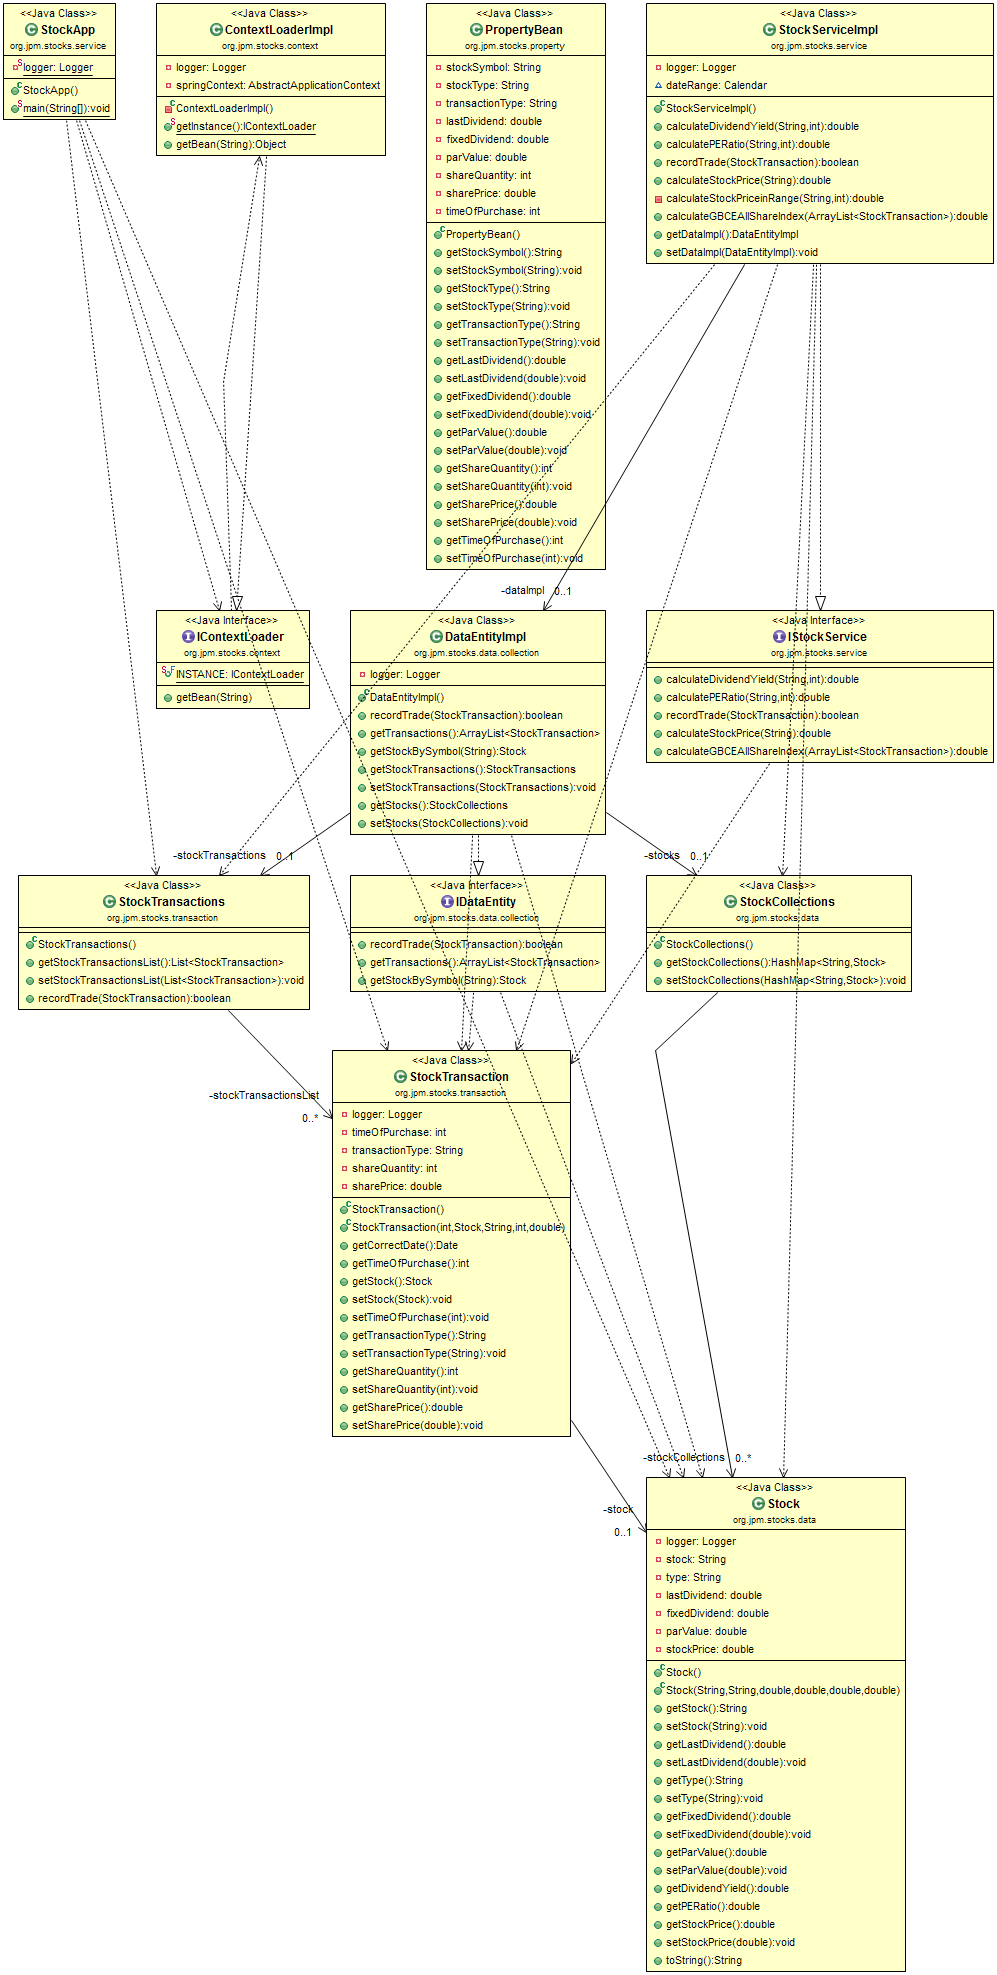 <<Java Class>>
StockApp
org.jpm.stocks.service
logger: Logger
StockApp()
main(String[]):void
<<Java Class>>
ContextLoaderImpl
org.jpm.stocks.context
logger: Logger
springContext: AbstractApplicationContext
ContextLoaderImpl()
getInstance():IContextLoader
getBean(String):Object
<<Java Class>>
PropertyBean
org.jpm.stocks.property
stockSymbol: String
stockType: String
transactionType: String
lastDividend: double
fixedDividend: double
parValue: double
shareQuantity: int
sharePrice: double
timeOfPurchase: int
PropertyBean()
getStockSymbol():String
setStockSymbol(String):void
getStockType():String
setStockType(String):void
getTransactionType():String
setTransactionType(String):void
getLastDividend():double
setLastDividend(double):void
getFixedDividend():double
setFixedDividend(double):void
getParValue():double
setParValue(double):void
getShareQuantity():int
setShareQuantity(int):void
getSharePrice():double
setSharePrice(double):void
getTimeOfPurchase():int
setTimeOfPurchase(int):void
<<Java Class>>
StockServiceImpl
org.jpm.stocks.service
logger: Logger
dateRange: Calendar
StockServiceImpl()
calculateDividendYield(String,int):double
calculatePERatio(String,int):double
recordTrade(StockTransaction):boolean
calculateStockPrice(String):double
calculateStockPriceinRange(String,int):double
calculateGBCEAllShareIndex(ArrayList<StockTransaction>):double
getDataImpl():DataEntityImpl
setDataImpl(DataEntityImpl):void
-dataImpl 0..1
<<Java Interface>>
IContextLoader
org.jpm.stocks.context
INSTANCE: IContextLoader
getBean(String)
<<Java Class>>
DataEntityImpl
org.jpm.stocks.data.collection
logger: Logger
DataEntityImpl()
recordTrade(StockTransaction):boolean
getTransactions():ArrayList<StockTransaction>
getStockBySymbol(String):Stock
getStockTransactions():StockTransactions
setStockTransactions(StockTransactions):void
getStocks():StockCollections
setStocks(StockCollections):void
<<Java Interface>>
IStockService
org.jpm.stocks.service
calculateDividendYield(String,int):double
calculatePERatio(String,int):double
recordTrade(StockTransaction):boolean
calculateStockPrice(String):double
calculateGBCEAllShareIndex(ArrayList<StockTransaction>):double
-stockTransactions 0..1
-stocks 0..1
<<Java Class>>
StockTransactions
org.jpm.stocks.transaction
StockTransactions()
getStockTransactionsList():List<StockTransaction>
setStockTransactionsList(List<StockTransaction>):void
recordTrade(StockTransaction):boolean
<<Java Interface>>
IDataEntity
org.jpm.stocks.data.collection
recordTrade(StockTransaction):boolean
getTransactions():ArrayList<StockTransaction>
getStockBySymbol(String):Stock
<<Java Class>>
StockCollections
org.jpm.stocks.data
StockCollections()
getStockCollections():HashMap<String,Stock>
setStockCollections(HashMap<String,Stock>):void
-stockTransactionsList
0..*
<<Java Class>>
StockTransaction
org.jpm.stocks.transaction
logger: Logger
timeOfPurchase: int
transactionType: String
shareQuantity: int
sharePrice: double
StockTransaction()
StockTransaction(int,Stock,String,int,double)
getCorrectDate():Date
getTimeOfPurchase():int
getStock():Stock
setStock(Stock):void
setTimeOfPurchase(int):void
getTransactionType():String
setTransactionType(String):void
getShareQuantity():int
setShareQuantity(int):void
getSharePrice():double
setSharePrice(double):void
-stockCollections 0..*
-stock
0..1
<<Java Class>>
Stock
org.jpm.stocks.data
logger: Logger
stock: String
type: String
lastDividend: double
fixedDividend: double
parValue: double
stockPrice: double
Stock()
Stock(String,String,double,double,double,double)
getStock():String
setStock(String):void
getLastDividend():double
setLastDividend(double):void
getType():String
setType(String):void
getFixedDividend():double
setFixedDividend(double):void
getParValue():double
setParValue(double):void
getDividendYield():double
getPERatio():double
getStockPrice():double
setStockPrice(double):void
toString():String